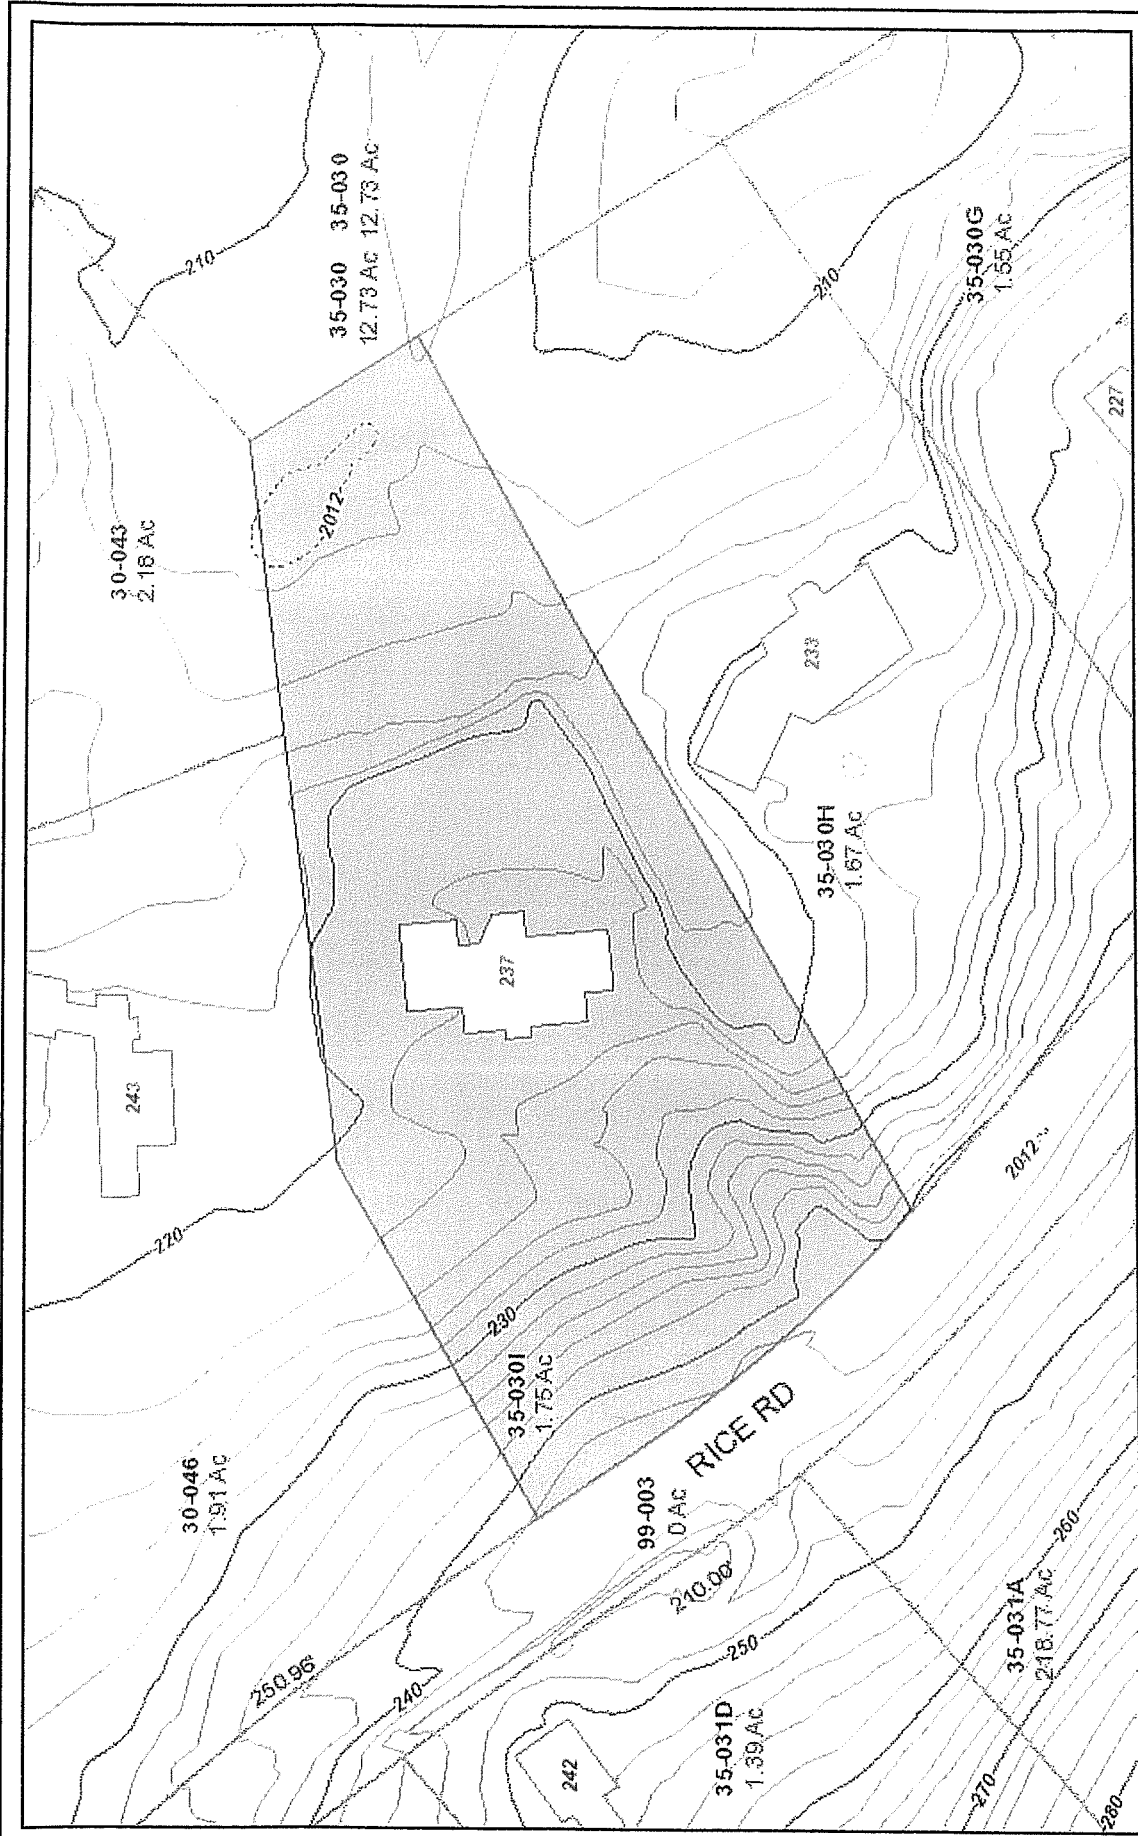 30-043
2.18 Ac
35-030 35-030
12.73 Ac 12.73 Ac
210
2012
210
35-030G
1.55 Ac
227
233
35-030H
1.67 Ac
237
243
220
230
35-030I
1.75 Ac
2012
30-046
1.91 Ac
RICE RD
99-003
0 Ac
210.00'
250.96'
240
250
260
35-031A
218.77 Ac
35-031D
1.39 Ac
242
270
280